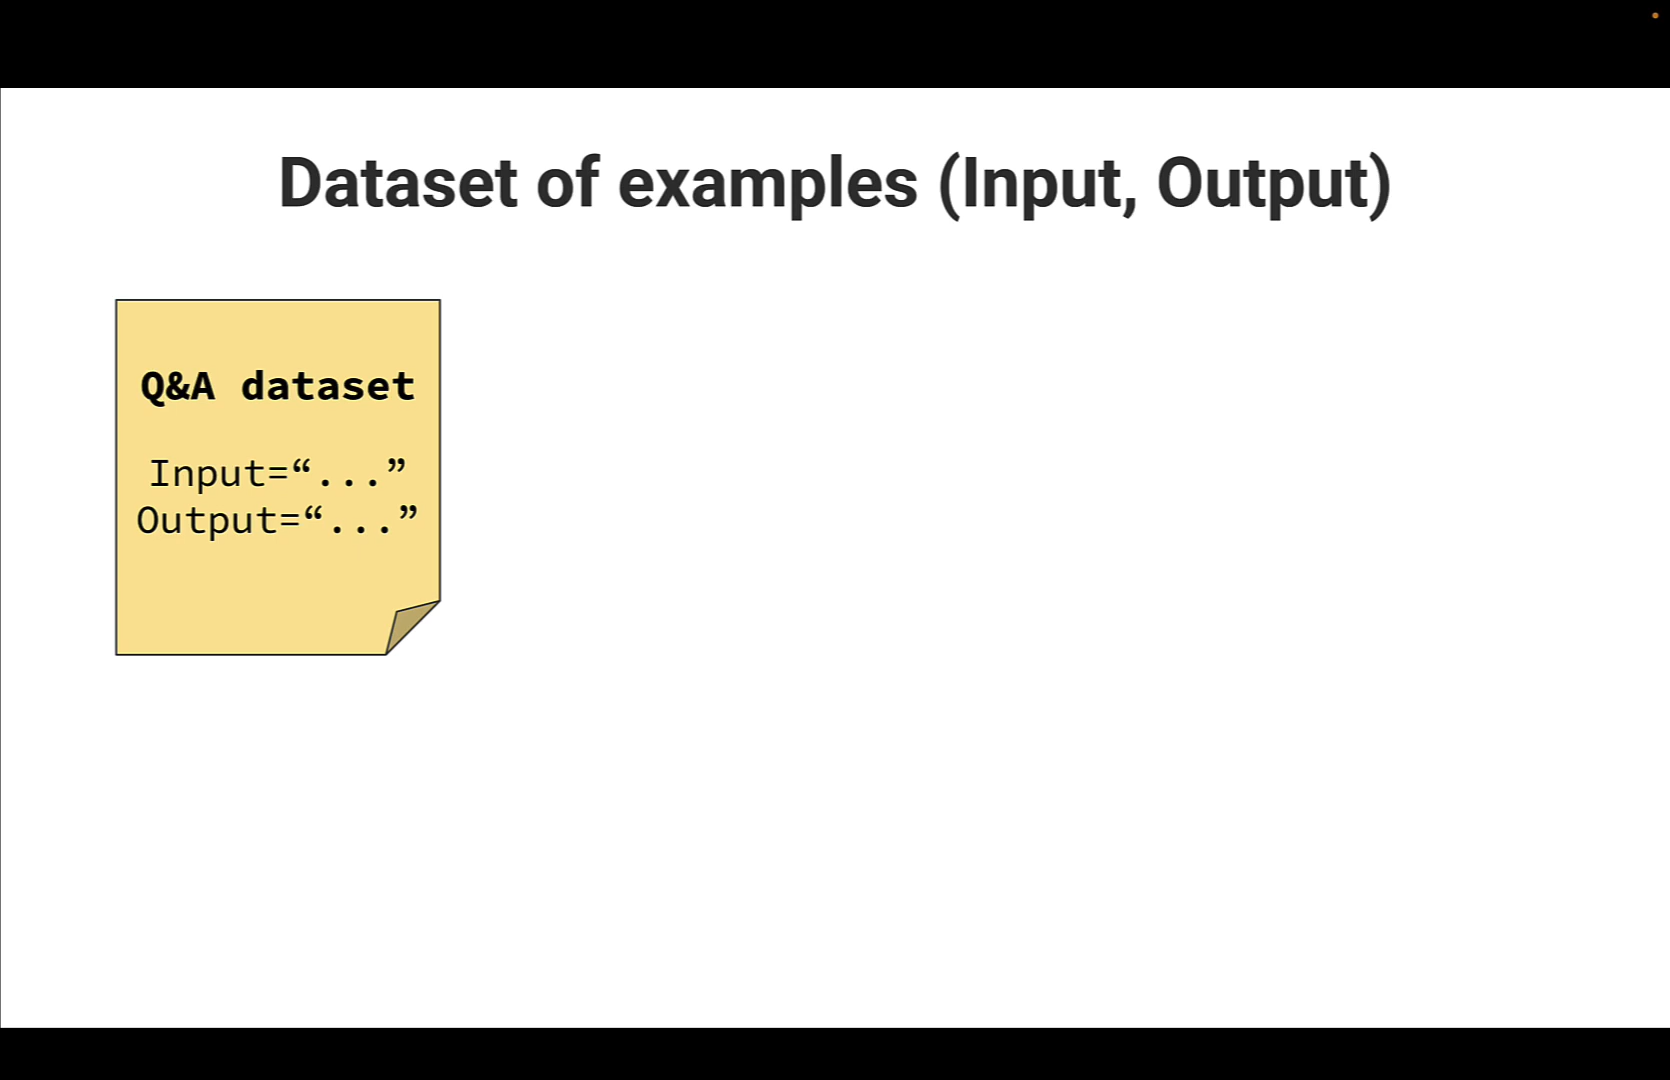 Dataset of examples (Input, Output)
Q&A dataset
Input=“...”
Output=“...”